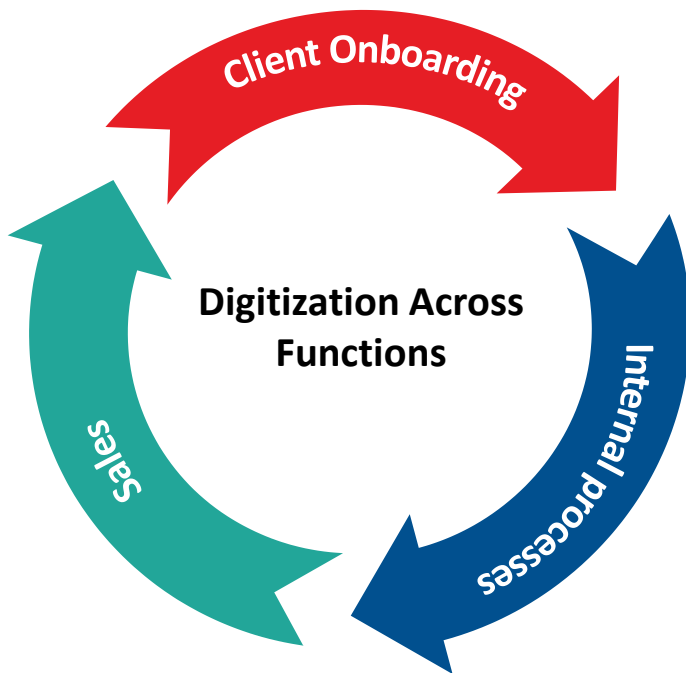 Client Onboarding
Digitization Across
Functions
Internal processes
Sales